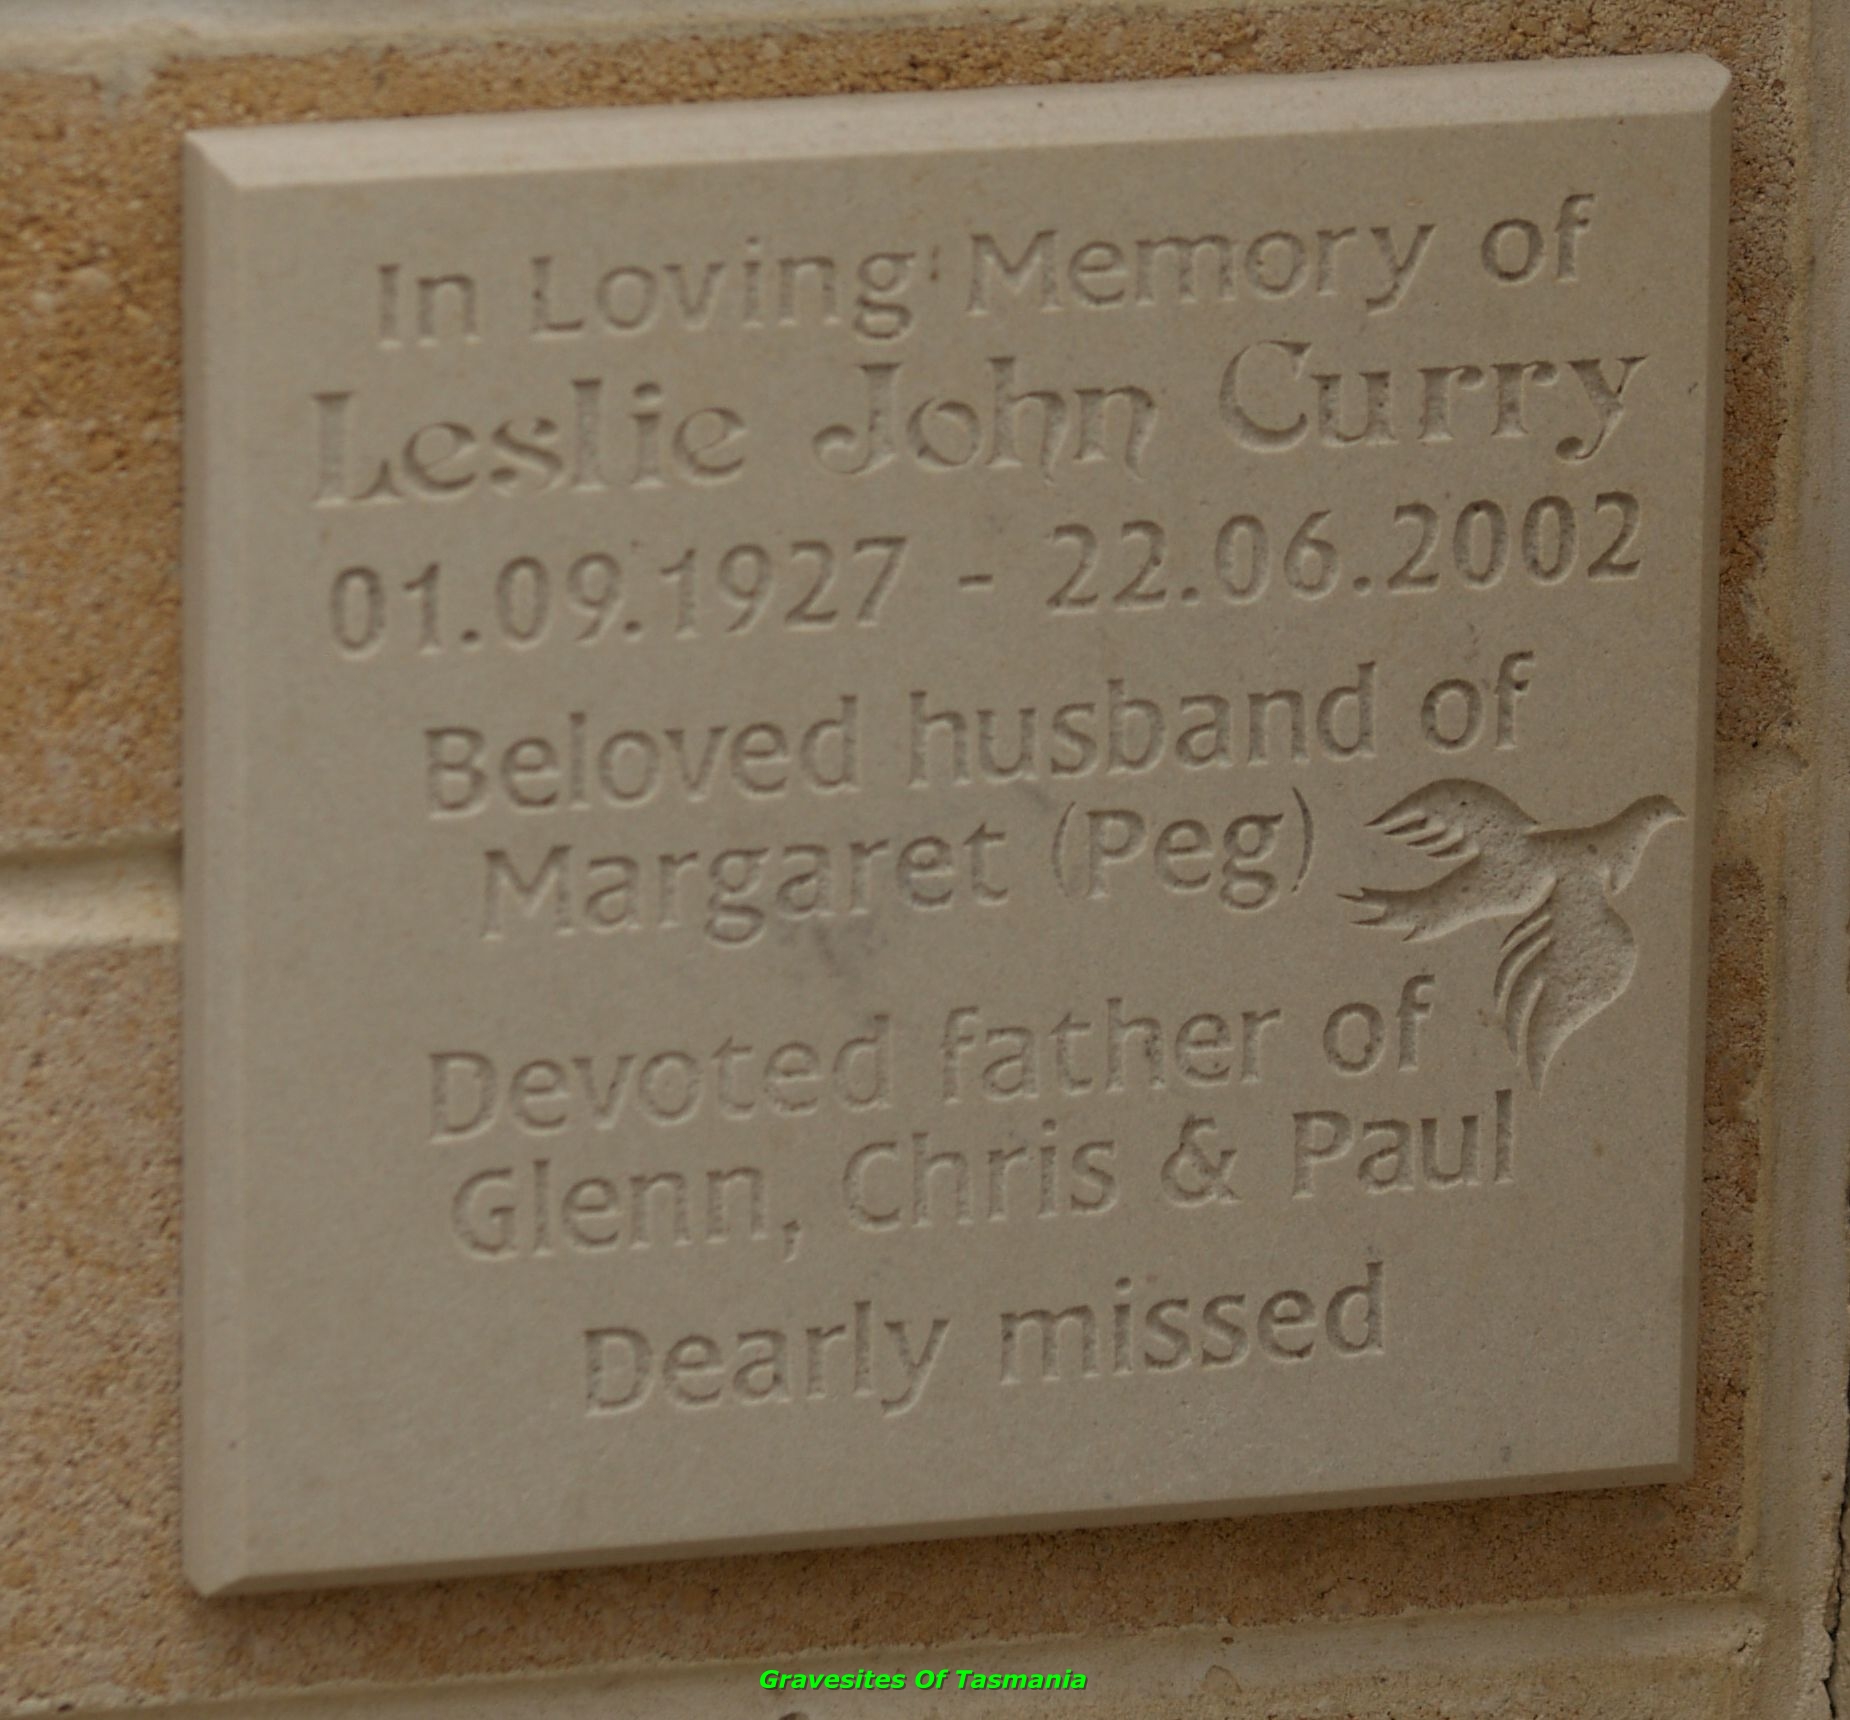 In Loving Memory of
Leslie John Curry
01.09.1927 - 22.06.2002
Beloved husband of
Margaret (Peg)
Devoted father of
Glenn, Chris & Paul
Dearly missed
Gravesites Of Tasmania